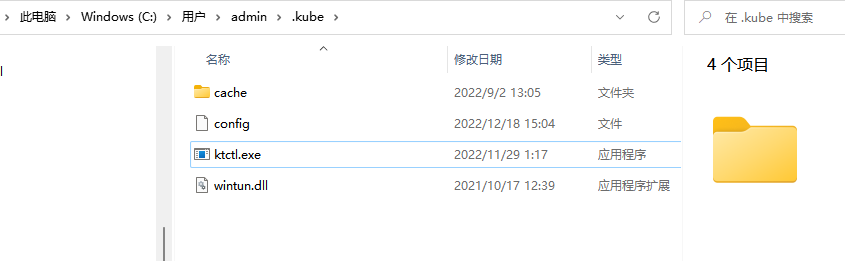 此电脑 Windows (C:) 用户 admin .kube 在 .kube 中搜索
名称 修改日期 类型
cache 2022/9/2 13:05 文件夹
config 2022/12/18 15:04 文件
ktctl.exe 2022/11/29 1:17 应用程序
wintun.dll 2021/10/17 12:39 应用程序扩展
4 个项目